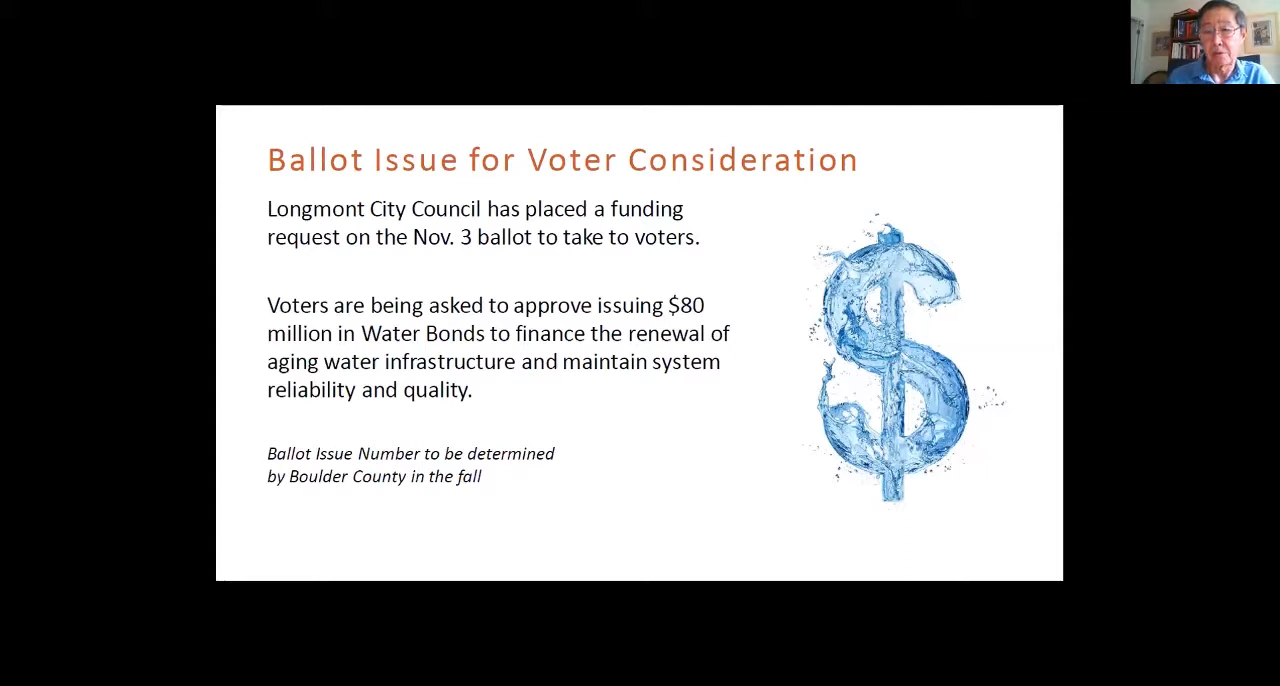 Ballot Issue for Voter Consideration
Longmont City Council has placed a funding
request on the Nov. 3 ballot to take to voters.
Voters are being asked to approve issuing $80
million in Water Bonds to finance the renewal of
aging water infrastructure and maintain system
reliability and quality.
Ballot Issue Number to be determined
by Boulder County in the fall